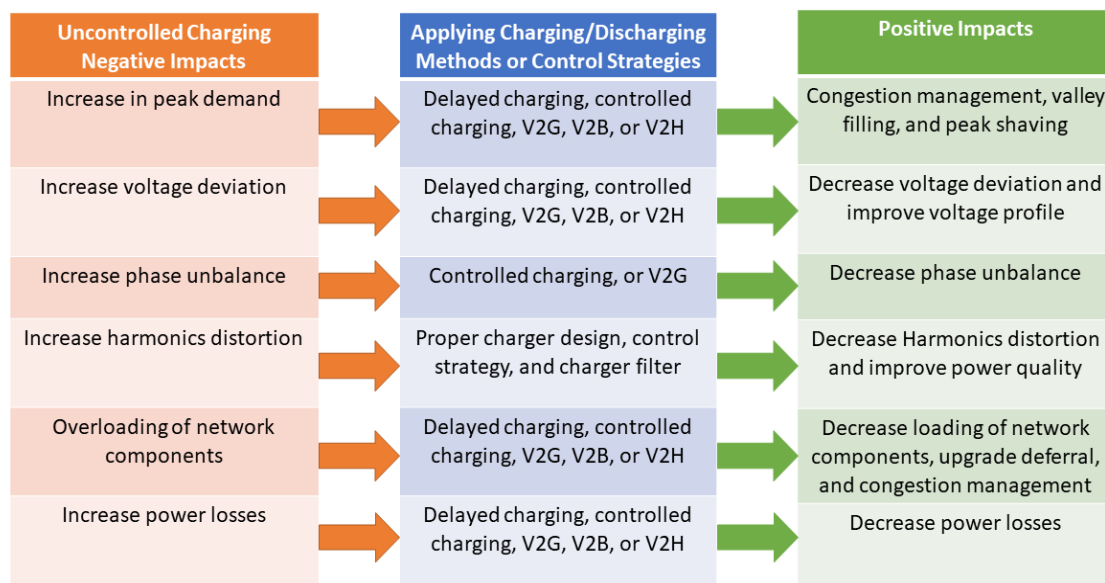 Uncontrolled Charging
Negative Impacts
Applying Charging/Discharging
Methods or Control Strategies
Positive Impacts
Increase in peak demand
Delayed charging, controlled
charging, V2G, V2B, or V2H
Congestion management, valley
filling, and peak shaving
Increase voltage deviation
Delayed charging, controlled
charging, V2G, V2B, or V2H
Decrease voltage deviation and
improve voltage profile
Increase phase unbalance
Controlled charging, or V2G
Decrease phase unbalance
Increase harmonics distortion
Proper charger design, control
strategy, and charger filter
Decrease Harmonics distortion
and improve power quality
Overloading of network
components
Delayed charging, controlled
charging, V2G, V2B, or V2H
Decrease loading of network
components, upgrade deferral,
and congestion management
Increase power losses
Delayed charging, controlled
charging, V2G, V2B, or V2H
Decrease power losses